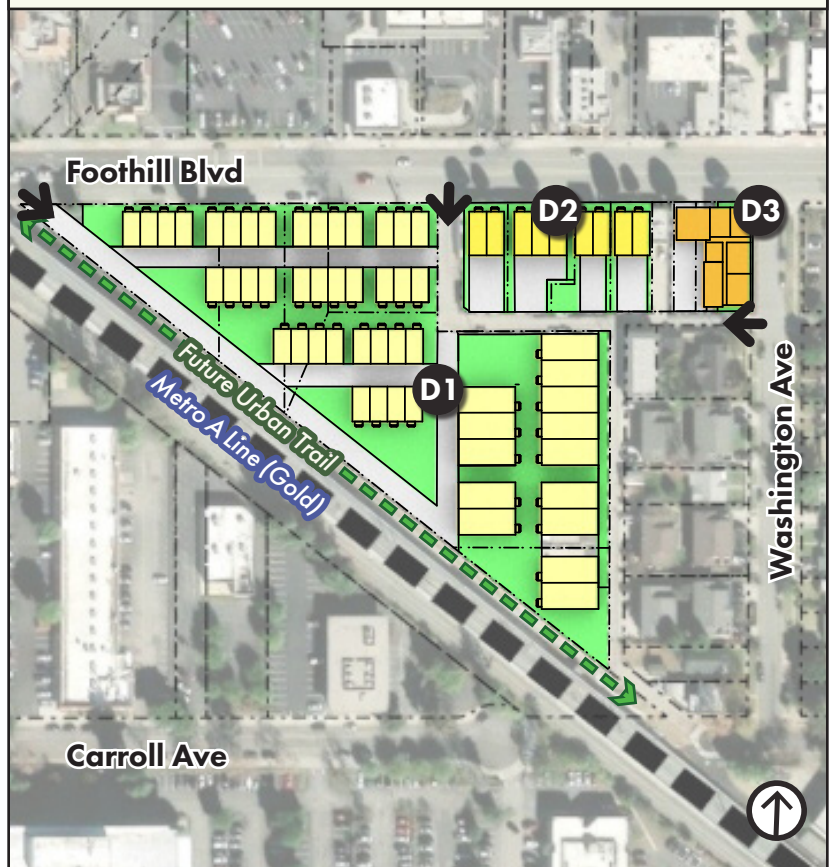 Foothill Blvd
D2
D3
D1
Future Urban Trail
Metro A Line (Gold)
Washington Ave
Carroll Ave